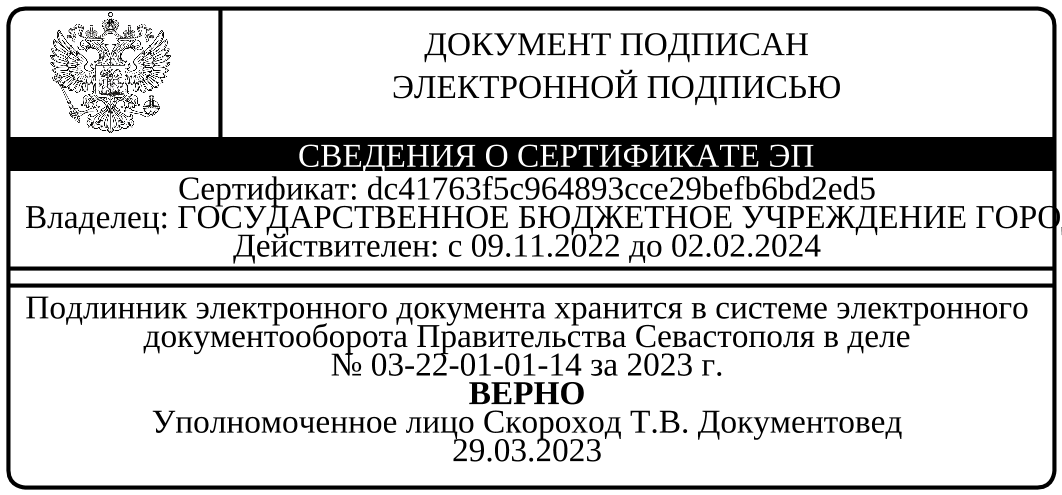 ДОКУМЕНТ ПОДПИСАН
ЭЛЕКТРОННОЙ ПОДПИСЬЮ
СВЕДЕНИЯ О СЕРТИФИКАТЕ ЭП
Сертификат: dc41763f5c964893cce29befb6bd2ed5
Владелец: ГОСУДАРСТВЕННОЕ БЮДЖЕТНОЕ УЧРЕЖДЕНИЕ ГОРО
Действителен: с 09.11.2022 до 02.02.2024
Подлинник электронного документа хранится в системе электронного
документооборота Правительства Севастополя в деле
№ 03-22-01-01-14 за 2023 г.
ВЕРНО
Уполномоченное лицо Скороход Т.В. Документовед
29.03.2023